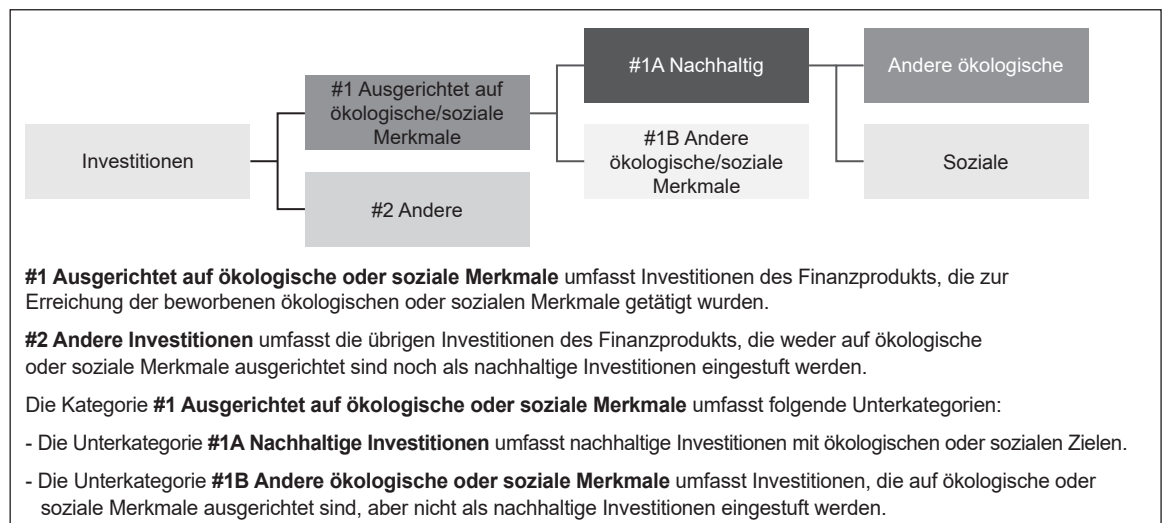 #1A Nachhaltig
Andere ökologische
#1 Ausgerichtet auf
ökologische/soziale
Merkmale
#1B Andere
ökologische/soziale
Merkmale
Investitionen
Soziale
#2 Andere
#1 Ausgerichtet auf ökologische oder soziale Merkmale umfasst Investitionen des Finanzprodukts, die zur
Erreichung der beworbenen ökologischen oder sozialen Merkmale getätigt wurden.
#2 Andere Investitionen umfasst die übrigen Investitionen des Finanzprodukts, die weder auf ökologische
oder soziale Merkmale ausgerichtet sind noch als nachhaltige Investitionen eingestuft werden.
Die Kategorie #1 Ausgerichtet auf ökologische oder soziale Merkmale umfasst folgende Unterkategorien:
- Die Unterkategorie #1A Nachhaltige Investitionen umfasst nachhaltige Investitionen mit ökologischen oder sozialen Zielen.
- Die Unterkategorie #1B Andere ökologische oder soziale Merkmale umfasst Investitionen, die auf ökologische oder
soziale Merkmale ausgerichtet sind, aber nicht als nachhaltige Investitionen eingestuft werden.